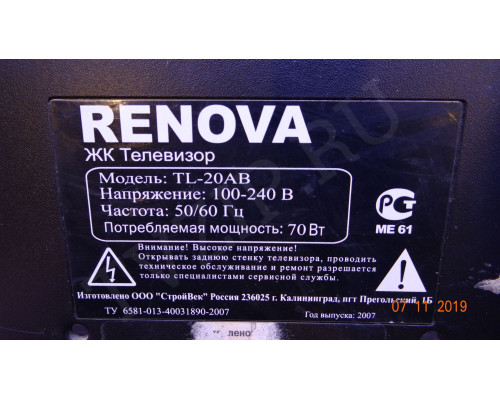 RENOVA
ЖК Телевизор
Модель: TL-20AB
Напряжение: 100-240 В
Частота: 50/60 Гц
Потребляемая мощность: 70 Вт
РСТ
МЕ 61
Внимание! Высокое напряжение!
Открывать заднюю стенку телевизора, проводить
техническое обслуживание и ремонт разрешается
только специалистам сервисной службы.
Изготовлено ООО "СтройВек" Россия 236025 г. Калининград, пгт Прегольский, 1Б
ТУ 6581-013-40031890-2007
Год выпуска: 2007
07 11 2019